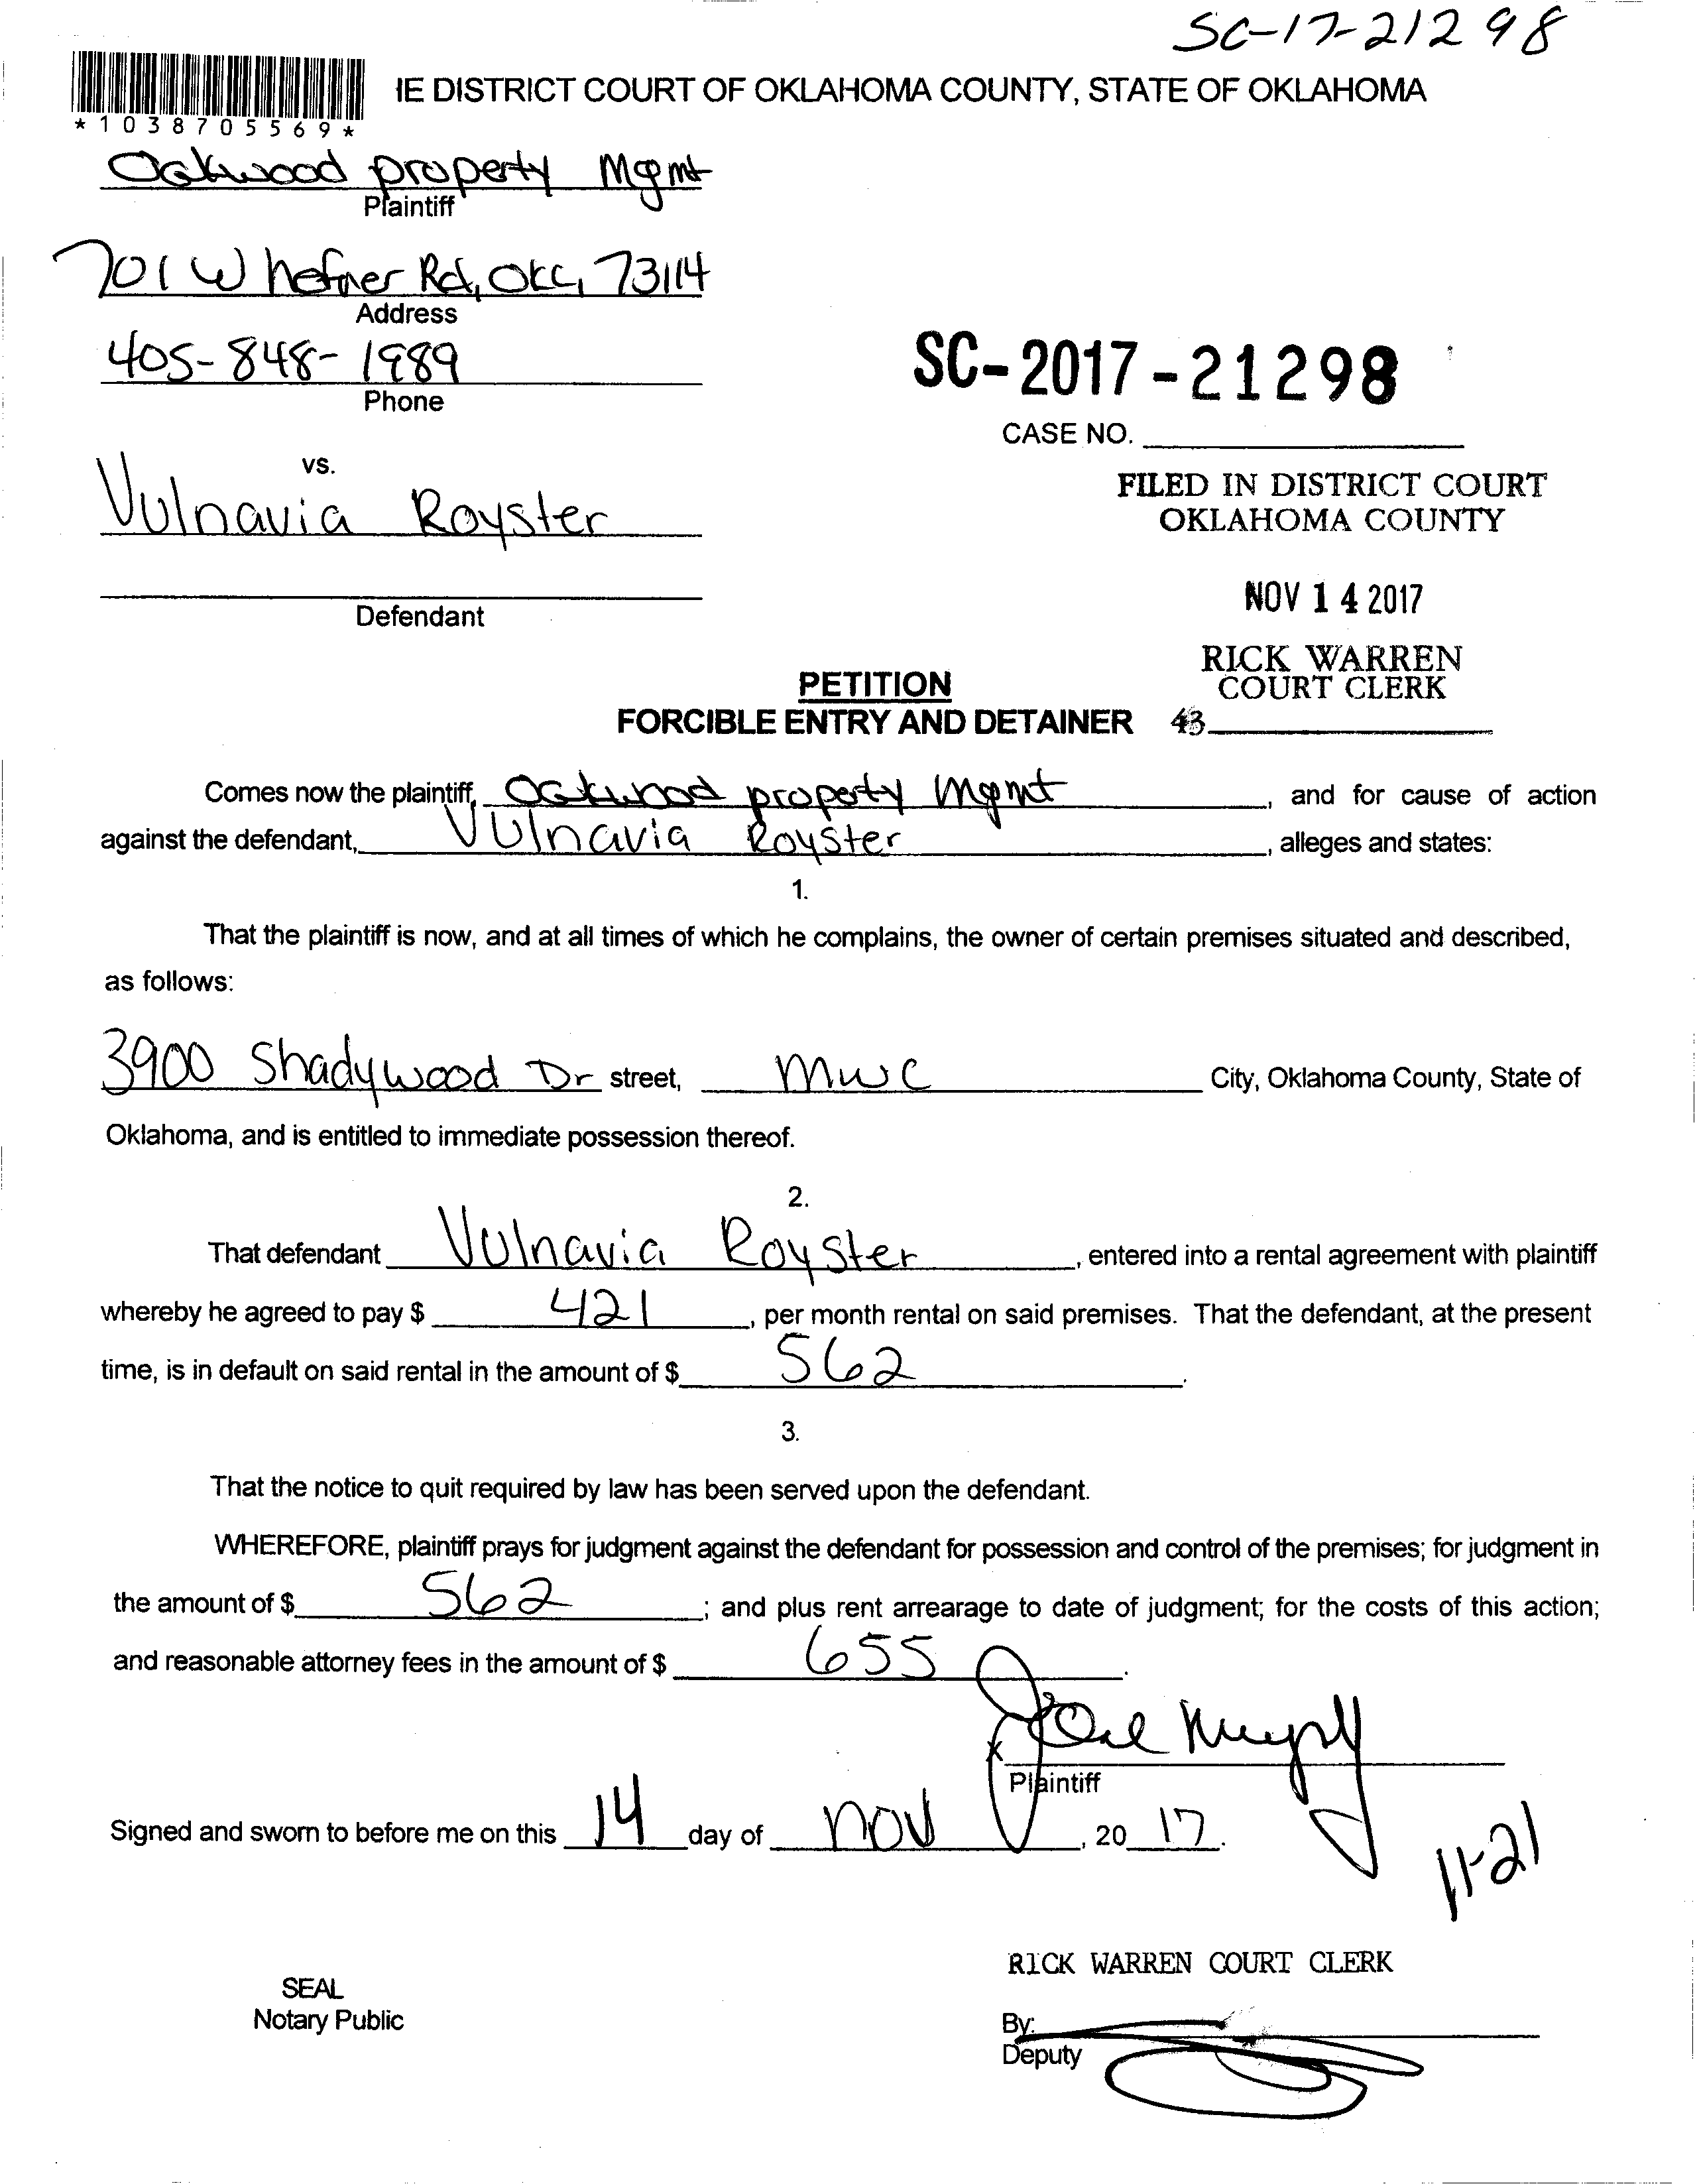 SC-17-21298
IE DISTRICT COURT OF OKLAHOMA COUNTY, STATE OF OKLAHOMA
*1038705569*
Oakwood property Mgmt
Plaintiff
701 W hefner Rd, OKC, 73114
Address
405-848-1989
Phone
SC-2017-21298
CASE NO.
vs.
Vulnavia Royster
FILED IN DISTRICT COURT
OKLAHOMA COUNTY
Defendant
NOV 14 2017
RICK WARREN
COURT CLERK
PETITION
FORCIBLE ENTRY AND DETAINER 43
Comes now the plaintiff, Oakwood property Mgmt, and for cause of action
against the defendant, Vulnavia Royster, alleges and states:
1.
That the plaintiff is now, and at all times of which he complains, the owner of certain premises situated and described,
as follows:
3900 Shadywood Dr street, mwc City, Oklahoma County, State of
Oklahoma, and is entitled to immediate possession thereof.
2.
That defendant Vulnavia Royster, entered into a rental agreement with plaintiff
whereby he agreed to pay $ 421, per month rental on said premises. That the defendant, at the present
time, is in default on said rental in the amount of $ 562.
3.
That the notice to quit required by law has been served upon the defendant.
WHEREFORE, plaintiff prays for judgment against the defendant for possession and control of the premises; for judgment in
the amount of $ 562; and plus rent arrearage to date of judgment; for the costs of this action;
and reasonable attorney fees in the amount of $ 655.
x
Plaintiff
Signed and sworn to before me on this 14 day of nov, 20 17.
11-21
RICK WARREN COURT CLERK
SEAL
Notary Public
By:
Deputy